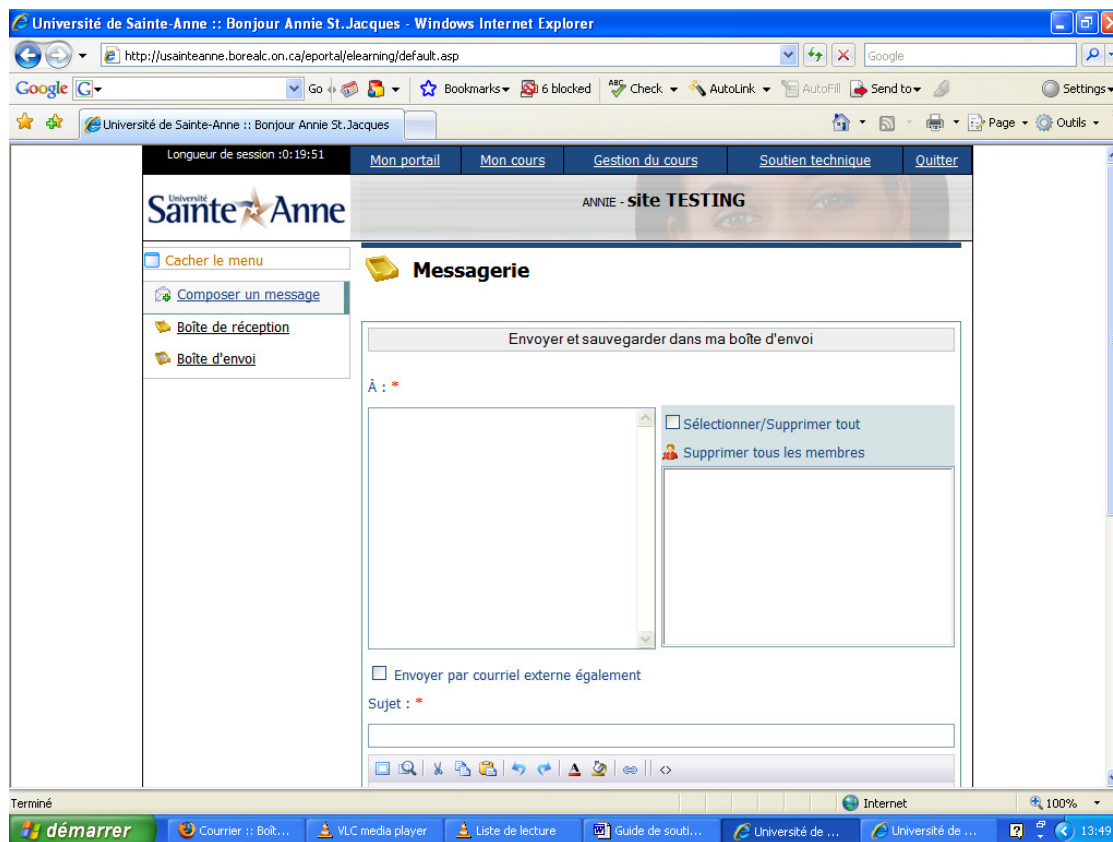 Université de Sainte-Anne :: Bonjour Annie St.Jacques - Windows Internet Explorer
http://usainteanne.borealc.on.ca/eportal/elearning/default.asp
Google
Google G Go Bookmarks 6 blocked Check AutoLink AutoFill Send to Settings
Université de Sainte-Anne :: Bonjour Annie St.Jacques
Page Outils
Longueur de session :0:19:51
Mon portail Mon cours Gestion du cours Soutien technique Quitter
Université
Sainte Anne
ANNIE - site TESTING
Cacher le menu
Composer un message
Boîte de réception
Boîte d'envoi
Messagerie
Envoyer et sauvegarder dans ma boîte d'envoi
À : *
Sélectionner/Supprimer tout
Supprimer tous les membres
Envoyer par courriel externe également
Sujet : *
Terminé Internet 100%
démarrer Courrier :: Boît... VLC media player Liste de lecture Guide de souti... Université de ... Université de ... 13:49